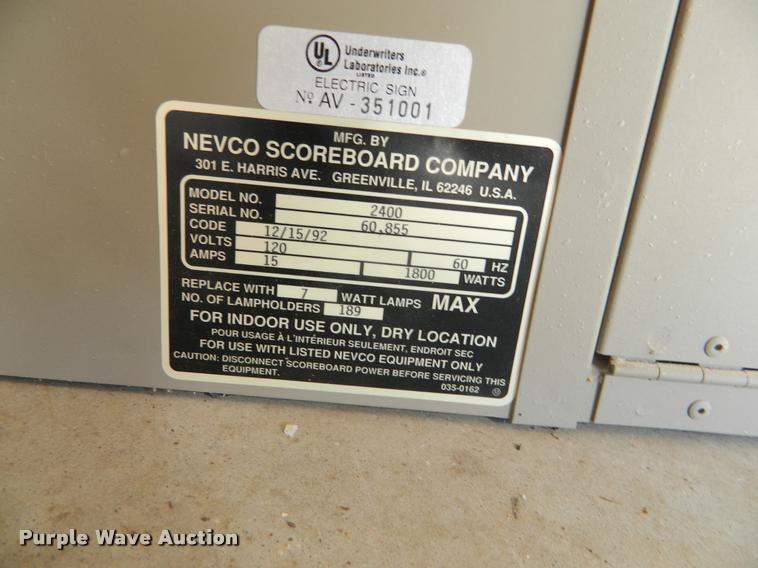 UL Underwriters
Laboratories Inc.®
LISTED
ELECTRIC SIGN
Nº AV - 351001
MFG. BY
NEVCO SCOREBOARD COMPANY
301 E. HARRIS AVE. GREENVILLE, IL 62246 U.S.A.
MODEL NO. 2400
SERIAL NO. 60,855
CODE 12/15/92
VOLTS 120 60 HZ
AMPS 15 1800 WATTS
REPLACE WITH 7 WATT LAMPS MAX
NO. OF LAMPHOLDERS 189
FOR INDOOR USE ONLY, DRY LOCATION
POUR USAGE À L'INTÉRIEUR SEULEMENT, ENDROIT SEC
FOR USE WITH LISTED NEVCO EQUIPMENT ONLY
CAUTION: DISCONNECT SCOREBOARD POWER BEFORE SERVICING THIS
EQUIPMENT.
035-0162
Purple Wave Auction